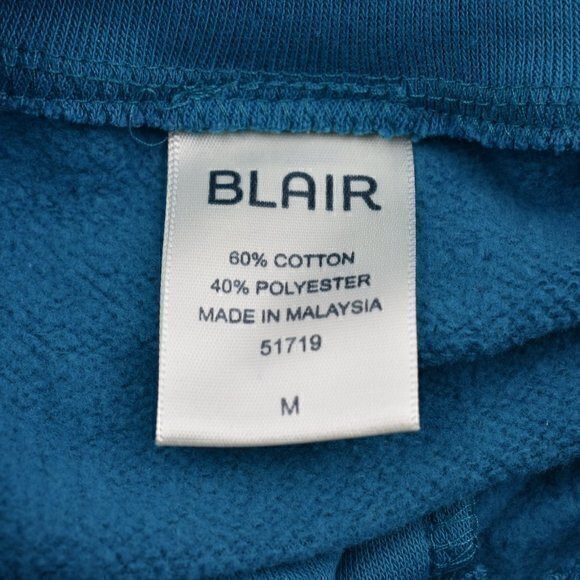 BLAIR
60% COTTON
40% POLYESTER
MADE IN MALAYSIA
51719
M